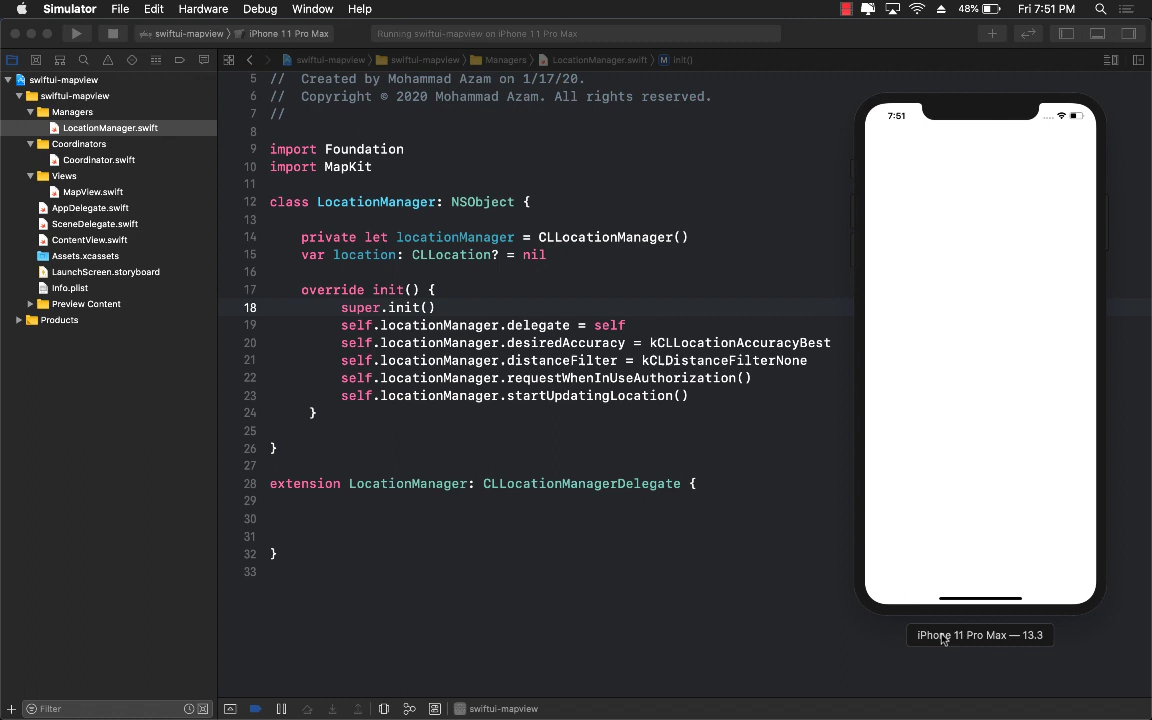 Simulator File Edit Hardware Debug Window Help 48% Fri 7:51 PM
swiftui-mapview iPhone 11 Pro Max Running swiftui-mapview on iPhone 11 Pro Max
swiftui-mapview swiftui-mapview Managers LocationManager.swift M init()
swiftui-mapview
swiftui-mapview
Managers
LocationManager.swift
Coordinators
Coordinator.swift
Views
MapView.swift
AppDelegate.swift
SceneDelegate.swift
ContentView.swift
Assets.xcassets
LaunchScreen.storyboard
Info.plist
Preview Content
Products
Filter
5 //  Created by Mohammad Azam on 1/17/20.
6 //  Copyright © 2020 Mohammad Azam. All rights reserved.
7 //
8
9 import Foundation
10 import MapKit
11
12 class LocationManager: NSObject {
13
14     private let locationManager = CLLocationManager()
15     var location: CLLocation? = nil
16
17     override init() {
18         super.init()
19         self.locationManager.delegate = self
20         self.locationManager.desiredAccuracy = kCLLocationAccuracyBest
21         self.locationManager.distanceFilter = kCLDistanceFilterNone
22         self.locationManager.requestWhenInUseAuthorization()
23         self.locationManager.startUpdatingLocation()
24     }
25
26 }
27
28 extension LocationManager: CLLocationManagerDelegate {
29
30
31
32 }
33
swiftui-mapview
7:51
iPhone 11 Pro Max — 13.3